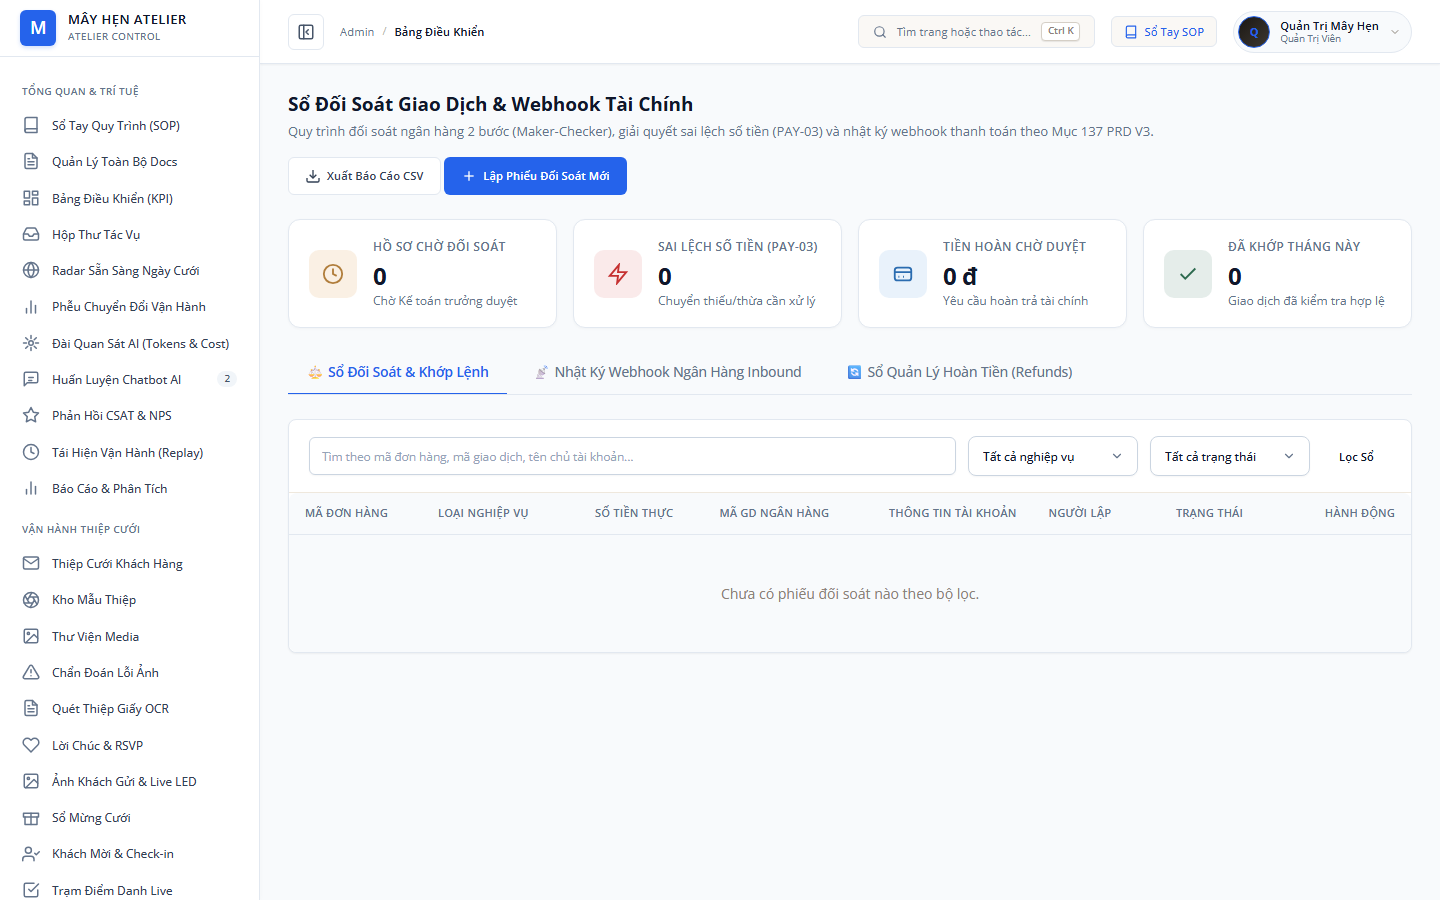 M
MÂY HẸN ATELIER
ATELIER CONTROL
TỔNG QUAN & TRÍ TUỆ
Sổ Tay Quy Trình (SOP)
Quản Lý Toàn Bộ Docs
Bảng Điều Khiển (KPI)
Hộp Thư Tác Vụ
Radar Sẵn Sàng Ngày Cưới
Phễu Chuyển Đổi Vận Hành
Đài Quan Sát AI (Tokens & Cost)
Huấn Luyện Chatbot AI 2
Phản Hồi CSAT & NPS
Tái Hiện Vận Hành (Replay)
Báo Cáo & Phân Tích
VẬN HÀNH THIỆP CƯỚI
Thiệp Cưới Khách Hàng
Kho Mẫu Thiệp
Thư Viện Media
Chẩn Đoán Lỗi Ảnh
Quét Thiệp Giấy OCR
Lời Chúc & RSVP
Ảnh Khách Gửi & Live LED
Sổ Mừng Cưới
Khách Mời & Check-in
Trạm Điểm Danh Live
Admin / Bảng Điều Khiển
Tìm trang hoặc thao tác... Ctrl K
Sổ Tay SOP
Q
Quản Trị Mây Hẹn
Quản Trị Viên
Sổ Đối Soát Giao Dịch & Webhook Tài Chính
Quy trình đối soát ngân hàng 2 bước (Maker-Checker), giải quyết sai lệch số tiền (PAY-03) và nhật ký webhook thanh toán theo Mục 137 PRD V3.
Xuất Báo Cáo CSV
Lập Phiếu Đối Soát Mới
HỒ SƠ CHỜ ĐỐI SOÁT
0
Chờ Kế toán trưởng duyệt
SAI LỆCH SỐ TIỀN (PAY-03)
0
Chuyển thiếu/thừa cần xử lý
TIỀN HOÀN CHỜ DUYỆT
0 đ
Yêu cầu hoàn trả tài chính
ĐÃ KHỚP THÁNG NÀY
0
Giao dịch đã kiểm tra hợp lệ
Sổ Đối Soát & Khớp Lệnh
Nhật Ký Webhook Ngân Hàng Inbound
Sổ Quản Lý Hoàn Tiền (Refunds)
Tìm theo mã đơn hàng, mã giao dịch, tên chủ tài khoản...
Tất cả nghiệp vụ
Tất cả trạng thái
Lọc Sổ
MÃ ĐƠN HÀNG LOẠI NGHIỆP VỤ SỐ TIỀN THỰC MÃ GD NGÂN HÀNG THÔNG TIN TÀI KHOẢN NGƯỜI LẬP TRẠNG THÁI HÀNH ĐỘNG
Chưa có phiếu đối soát nào theo bộ lọc.